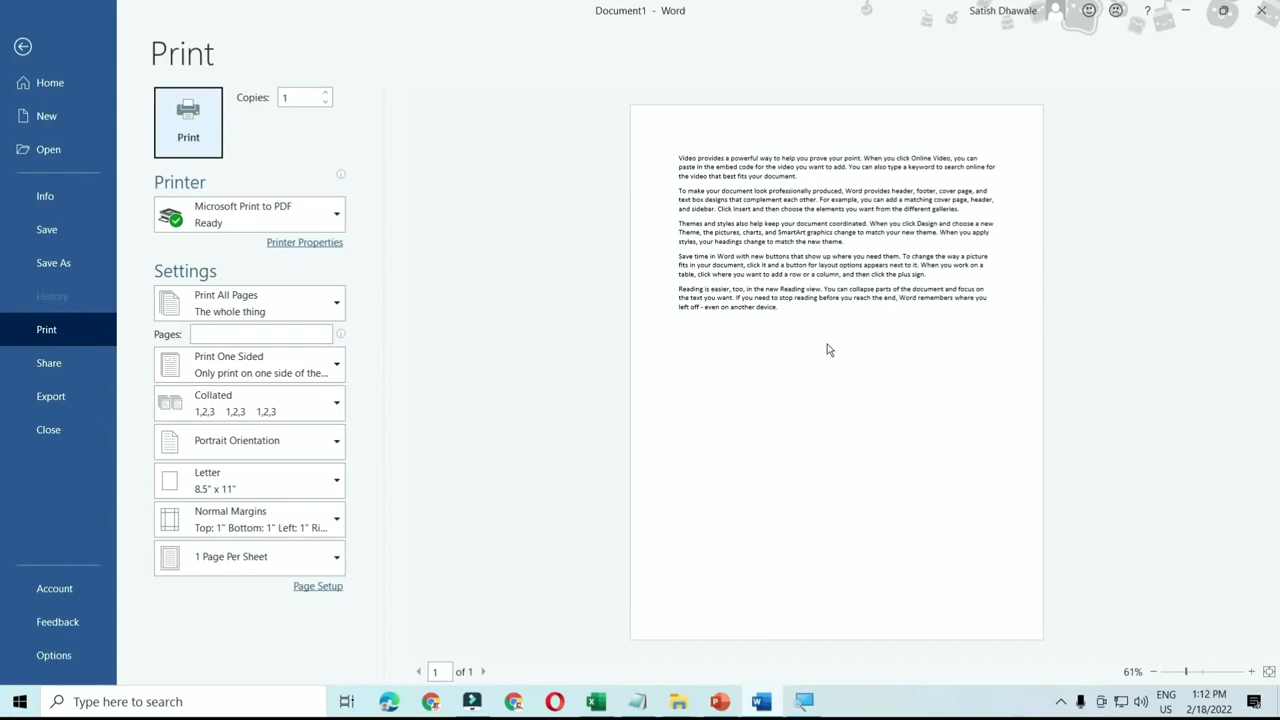 Document1 - Word
Satish Dhawale
?
Home
New
Open
Info
Save
Save As
History
Print
Share
Export
Close
Account
Feedback
Options
Print
Print
Copies: 1
Printer
Microsoft Print to PDF
Ready
Printer Properties
Settings
Print All Pages
The whole thing
Pages:
Print One Sided
Only print on one side of the...
Collated
1,2,3 1,2,3 1,2,3
Portrait Orientation
Letter
8.5" x 11"
Normal Margins
Top: 1" Bottom: 1" Left: 1" Ri...
1 Page Per Sheet
Page Setup
Video provides a powerful way to help you prove your point. When you click Online Video, you can
paste in the embed code for the video you want to add. You can also type a keyword to search online for
the video that best fits your document.
To make your document look professionally produced, Word provides header, footer, cover page, and
text box designs that complement each other. For example, you can add a matching cover page, header,
and sidebar. Click Insert and then choose the elements you want from the different galleries.
Themes and styles also help keep your document coordinated. When you click Design and choose a new
Theme, the pictures, charts, and SmartArt graphics change to match your new theme. When you apply
styles, your headings change to match the new theme.
Save time in Word with new buttons that show up where you need them. To change the way a picture
fits in your document, click it and a button for layout options appears next to it. When you work on a
table, click where you want to add a row or a column, and then click the plus sign.
Reading is easier, too, in the new Reading view. You can collapse parts of the document and focus on
the text you want. If you need to stop reading before you reach the end, Word remembers where you
left off - even on another device.
1 of 1
61%
Type here to search
ENG
US
1:12 PM
2/18/2022